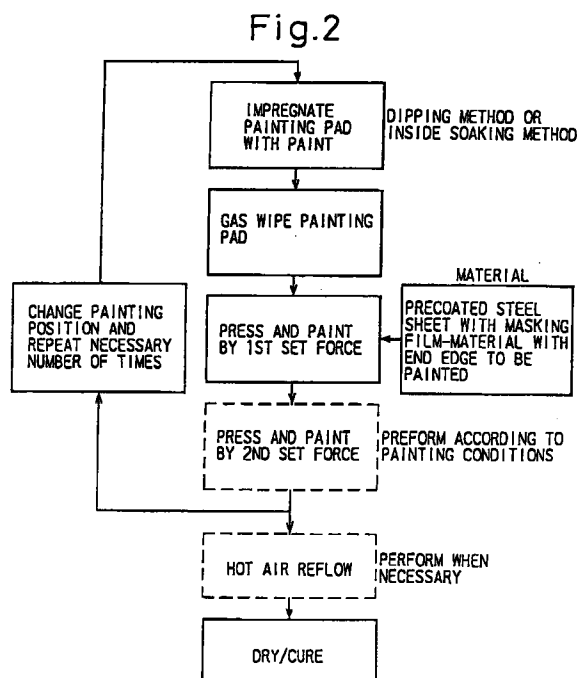 Fig.2
IMPREGNATE
PAINTING PAD
WITH PAINT
DIPPING METHOD OR
INSIDE SOAKING METHOD
GAS WIPE PAINTING
PAD
MATERIAL
CHANGE PAINTING
POSITION AND
REPEAT NECESSARY
NUMBER OF TIMES
PRESS AND PAINT
BY 1ST SET FORCE
PRECOATED STEEL
SHEET WITH MASKING
FILM-MATERIAL WITH
END EDGE TO BE
PAINTED
PRESS AND PAINT
BY 2ND SET FORCE
PREFORM ACCORDING TO
PAINTING CONDITIONS
HOT AIR REFLOW
PERFORM WHEN
NECESSARY
DRY/CURE